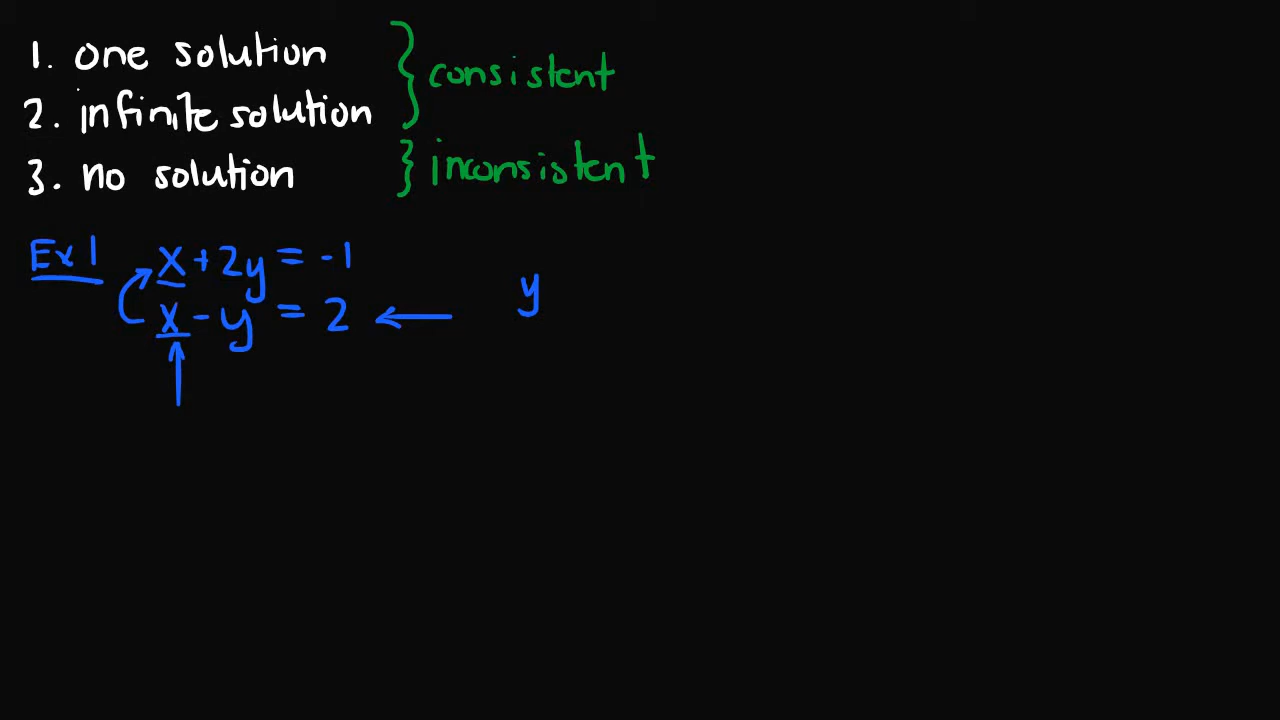 1. one solution
2. infinite solution
} consistent
3. no solution
} inconsistent
Ex 1
x + 2y = -1
x - y = 2 ←
y